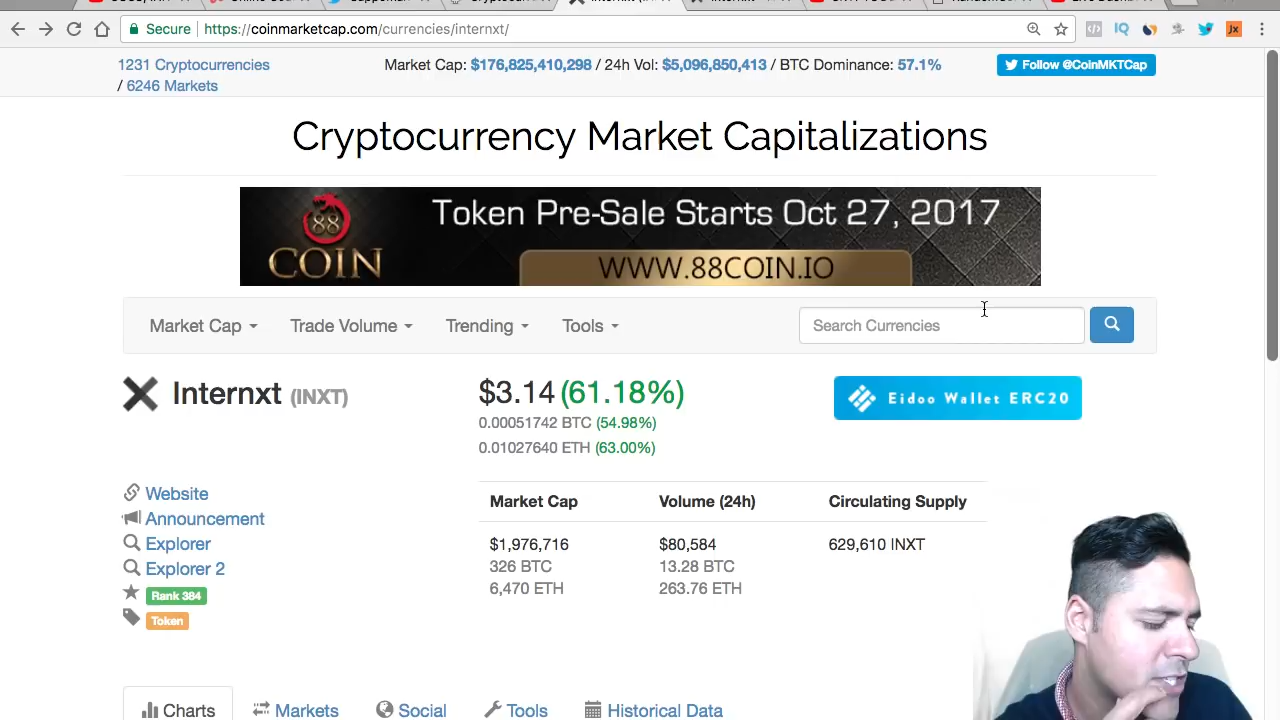 Secure https://coinmarketcap.com/currencies/internxt/
1231 Cryptocurrencies
/ 6246 Markets
Market Cap: $176,825,410,298 / 24h Vol: $5,096,850,413 / BTC Dominance: 57.1%
Follow @CoinMKTCap
Cryptocurrency Market Capitalizations
88
COIN
Token Pre-Sale Starts Oct 27, 2017
WWW.88COIN.IO
Market Cap Trade Volume Trending Tools Search Currencies
Internxt (INXT) $3.14 (61.18%)
0.00051742 BTC (54.98%)
0.01027640 ETH (63.00%)
Eidoo Wallet ERC20
Website
Announcement
Explorer
Explorer 2
Rank 384
Token
Market Cap Volume (24h) Circulating Supply
$1,976,716 $80,584 629,610 INXT
326 BTC 13.28 BTC
6,470 ETH 263.76 ETH
Charts Markets Social Tools Historical Data